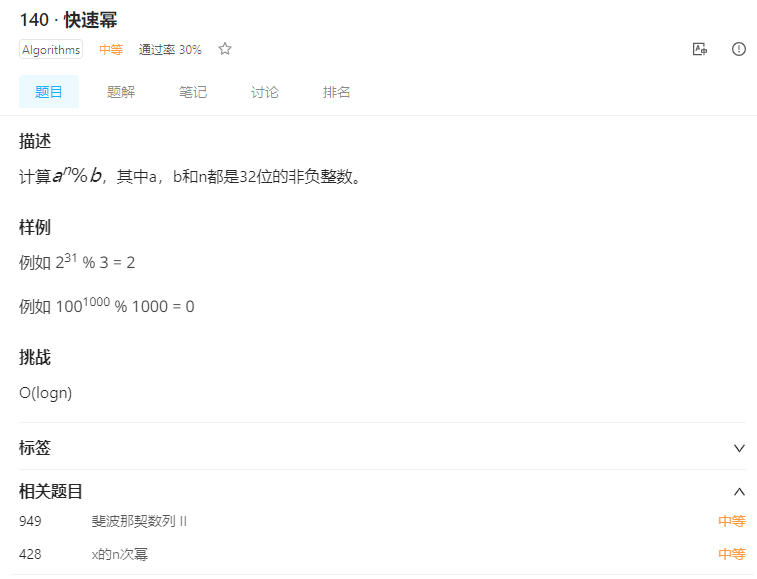 140 · 快速幂
Algorithms 中等 通过率 30%
题目 题解 笔记 讨论 排名
描述
计算aⁿ%b，其中a，b和n都是32位的非负整数。
样例
例如 2³¹ % 3 = 2
例如 100¹⁰⁰⁰ % 1000 = 0
挑战
O(logn)
标签
相关题目
949 斐波那契数列 II 中等
428 x的n次幂 中等